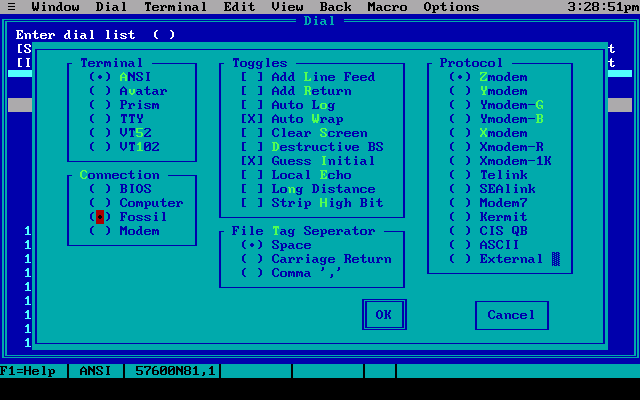 ≡ Window Dial Terminal Edit View Back Macro Options 3:28:51pm
Dial
Enter dial list ( )
[S t
[I t
Terminal
(•) ANSI
( ) Avatar
( ) Prism
( ) TTY
( ) VT52
( ) VT102
Connection
( ) BIOS
( ) Computer
(•) Fossil
( ) Modem
Toggles
[ ] Add Line Feed
[ ] Add Return
[ ] Auto Log
[X] Auto Wrap
[ ] Clear Screen
[ ] Destructive BS
[X] Guess Initial
[ ] Local Echo
[ ] Long Distance
[ ] Strip High Bit
File Tag Seperator
(•) Space
( ) Carriage Return
( ) Comma ','
Protocol
(•) Zmodem
( ) Ymodem
( ) Ymodem-G
( ) Ymodem-B
( ) Xmodem
( ) Xmodem-R
( ) Xmodem-1K
( ) Telink
( ) SEAlink
( ) Modem7
( ) Kermit
( ) CIS QB
( ) ASCII
( ) External
OK Cancel
1
1
1
1
1
1
1
1
1
F1=Help ANSI 57600N81,1